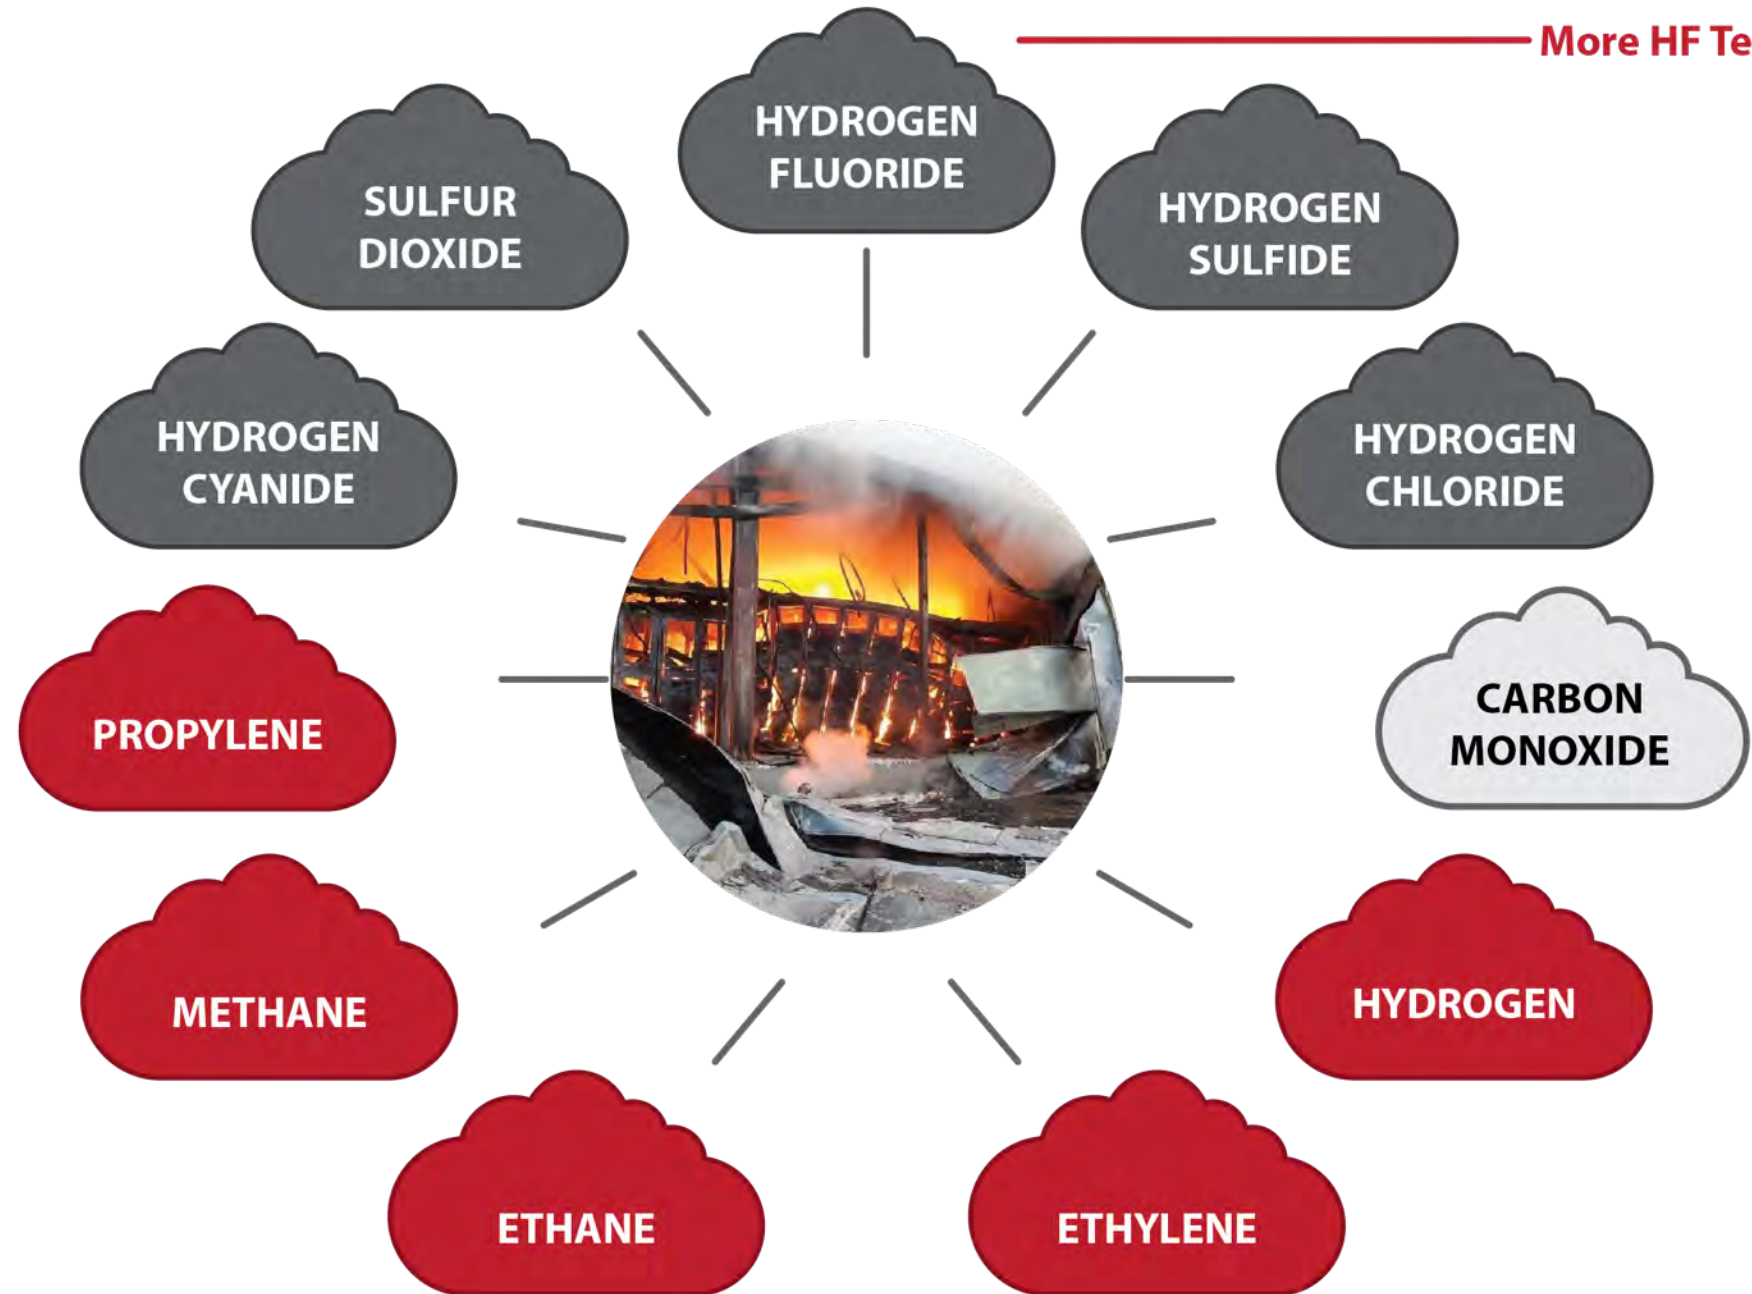 More HF Te
HYDROGEN
FLUORIDE
SULFUR
DIOXIDE
HYDROGEN
SULFIDE
HYDROGEN
CYANIDE
HYDROGEN
CHLORIDE
PROPYLENE
CARBON
MONOXIDE
METHANE
HYDROGEN
ETHANE
ETHYLENE